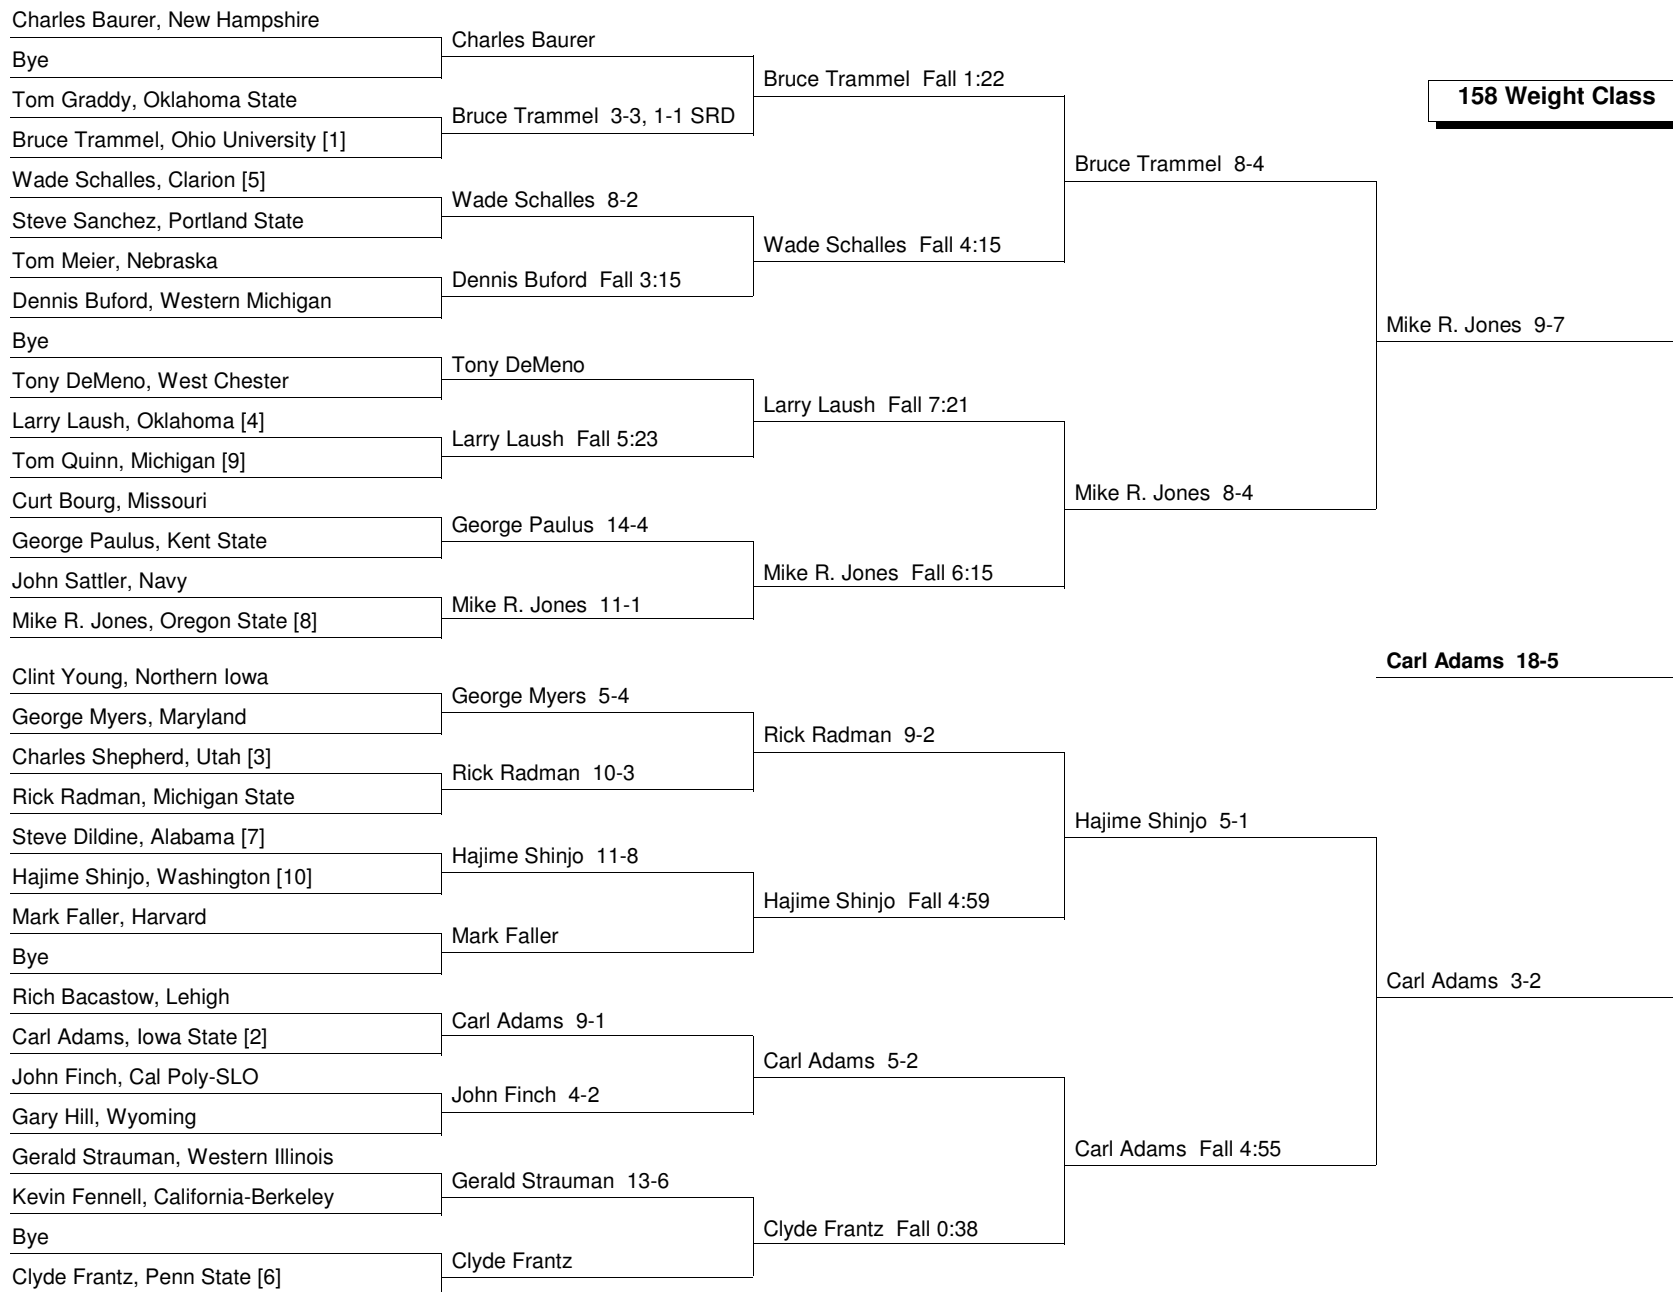 Charles Baurer, New Hampshire
Bye
Tom Graddy, Oklahoma State
Bruce Trammel, Ohio University [1]
Wade Schalles, Clarion [5]
Steve Sanchez, Portland State
Tom Meier, Nebraska
Dennis Buford, Western Michigan
Bye
Tony DeMeno, West Chester
Larry Laush, Oklahoma [4]
Tom Quinn, Michigan [9]
Curt Bourg, Missouri
George Paulus, Kent State
John Sattler, Navy
Mike R. Jones, Oregon State [8]
Clint Young, Northern Iowa
George Myers, Maryland
Charles Shepherd, Utah [3]
Rick Radman, Michigan State
Steve Dildine, Alabama [7]
Hajime Shinjo, Washington [10]
Mark Faller, Harvard
Bye
Rich Bacastow, Lehigh
Carl Adams, Iowa State [2]
John Finch, Cal Poly-SLO
Gary Hill, Wyoming
Gerald Strauman, Western Illinois
Kevin Fennell, California-Berkeley
Bye
Clyde Frantz, Penn State [6]
Charles Baurer
Bruce Trammel 3-3, 1-1 SRD
Wade Schalles 8-2
Dennis Buford Fall 3:15
Tony DeMeno
Larry Laush Fall 5:23
George Paulus 14-4
Mike R. Jones 11-1
George Myers 5-4
Rick Radman 10-3
Hajime Shinjo 11-8
Mark Faller
Carl Adams 9-1
John Finch 4-2
Gerald Strauman 13-6
Clyde Frantz
Bruce Trammel Fall 1:22
Wade Schalles Fall 4:15
Larry Laush Fall 7:21
Mike R. Jones Fall 6:15
Rick Radman 9-2
Hajime Shinjo Fall 4:59
Carl Adams 5-2
Clyde Frantz Fall 0:38
Bruce Trammel 8-4
Mike R. Jones 8-4
Hajime Shinjo 5-1
Carl Adams Fall 4:55
158 Weight Class
Mike R. Jones 9-7
Carl Adams 18-5
Carl Adams 3-2